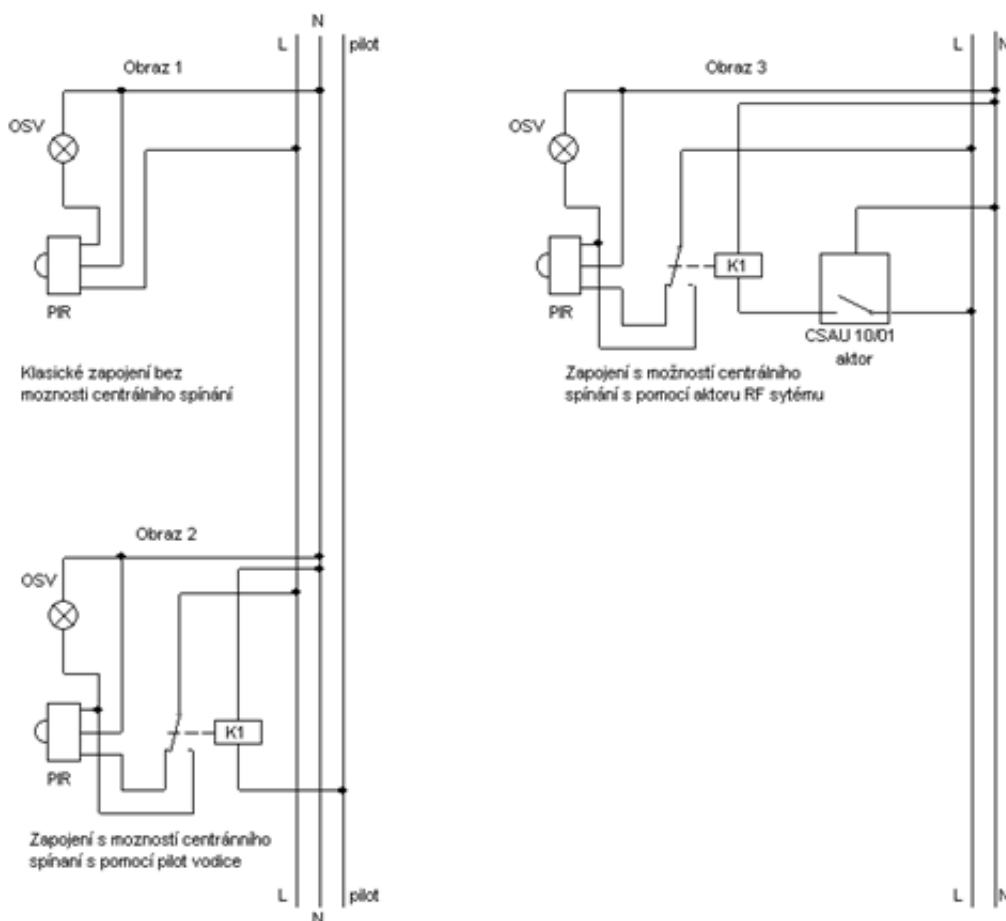 N
L
pilot
Obraz 1
OSV
PIR
Klasické zapojení bez
moznosti centrálního spínání
Obraz 2
OSV
K1
PIR
Zapojení s mozností centránního
spínaní s pomocí pilot vodice
L
pilot
N
L
N
Obraz 3
OSV
K1
PIR
CSAU 10/01
aktor
Zapojení s možností centrálního
spínání s pomocí aktoru RF sytému
L
N